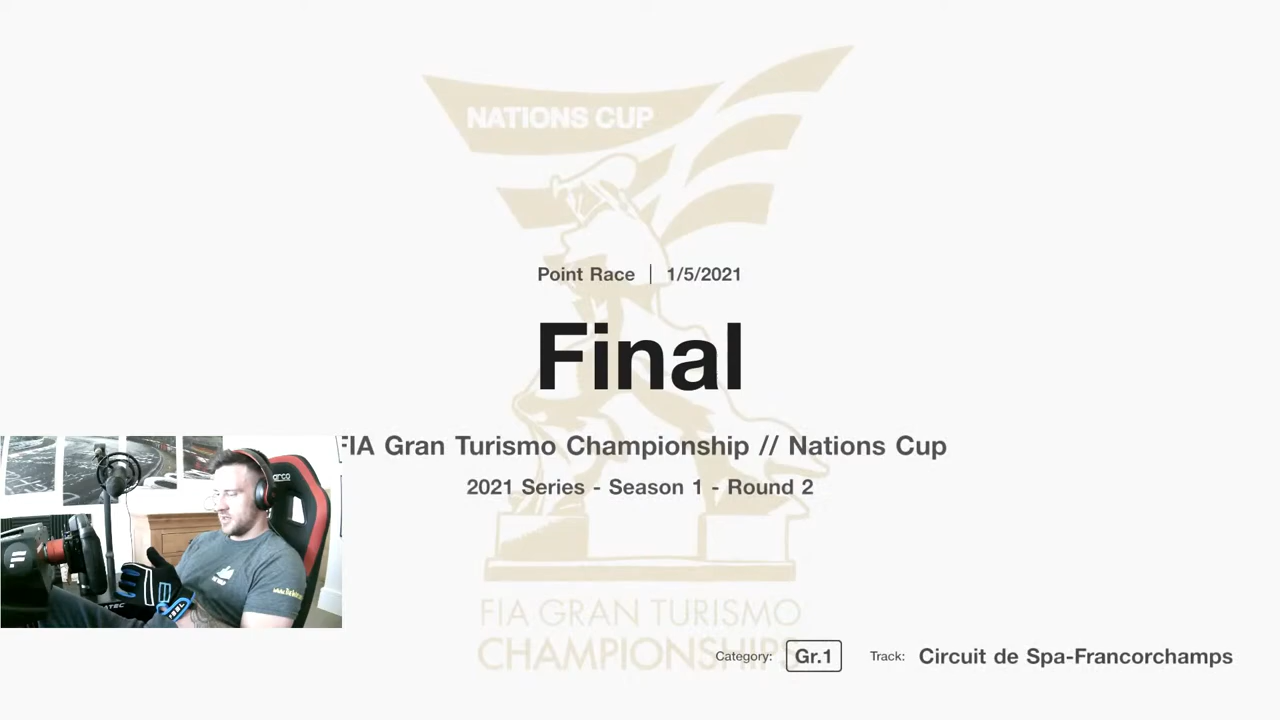 NATIONS CUP
Point Race | 1/5/2021
Final
FIA Gran Turismo Championship // Nations Cup
2021 Series - Season 1 - Round 2
FIA GRAN TURISMO
CHAMPIONSHIPS
Category: Gr.1 Track: Circuit de Spa-Francorchamps